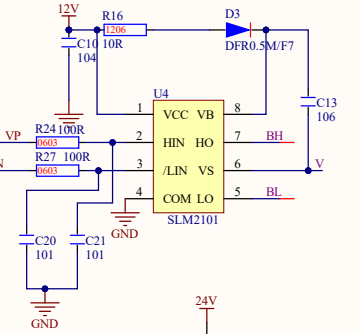 12V
R16
1206
10R
D3
DFR0.5M/F7
C10
104
C13
106
U4
1 VCC VB 8
2 HIN HO 7 BH
3 /LIN VS 6 V
4 COM LO 5 BL
SLM2101
VP
R24 100R
0603
R27 100R
0603
C20
101
C21
101
GND
GND
24V